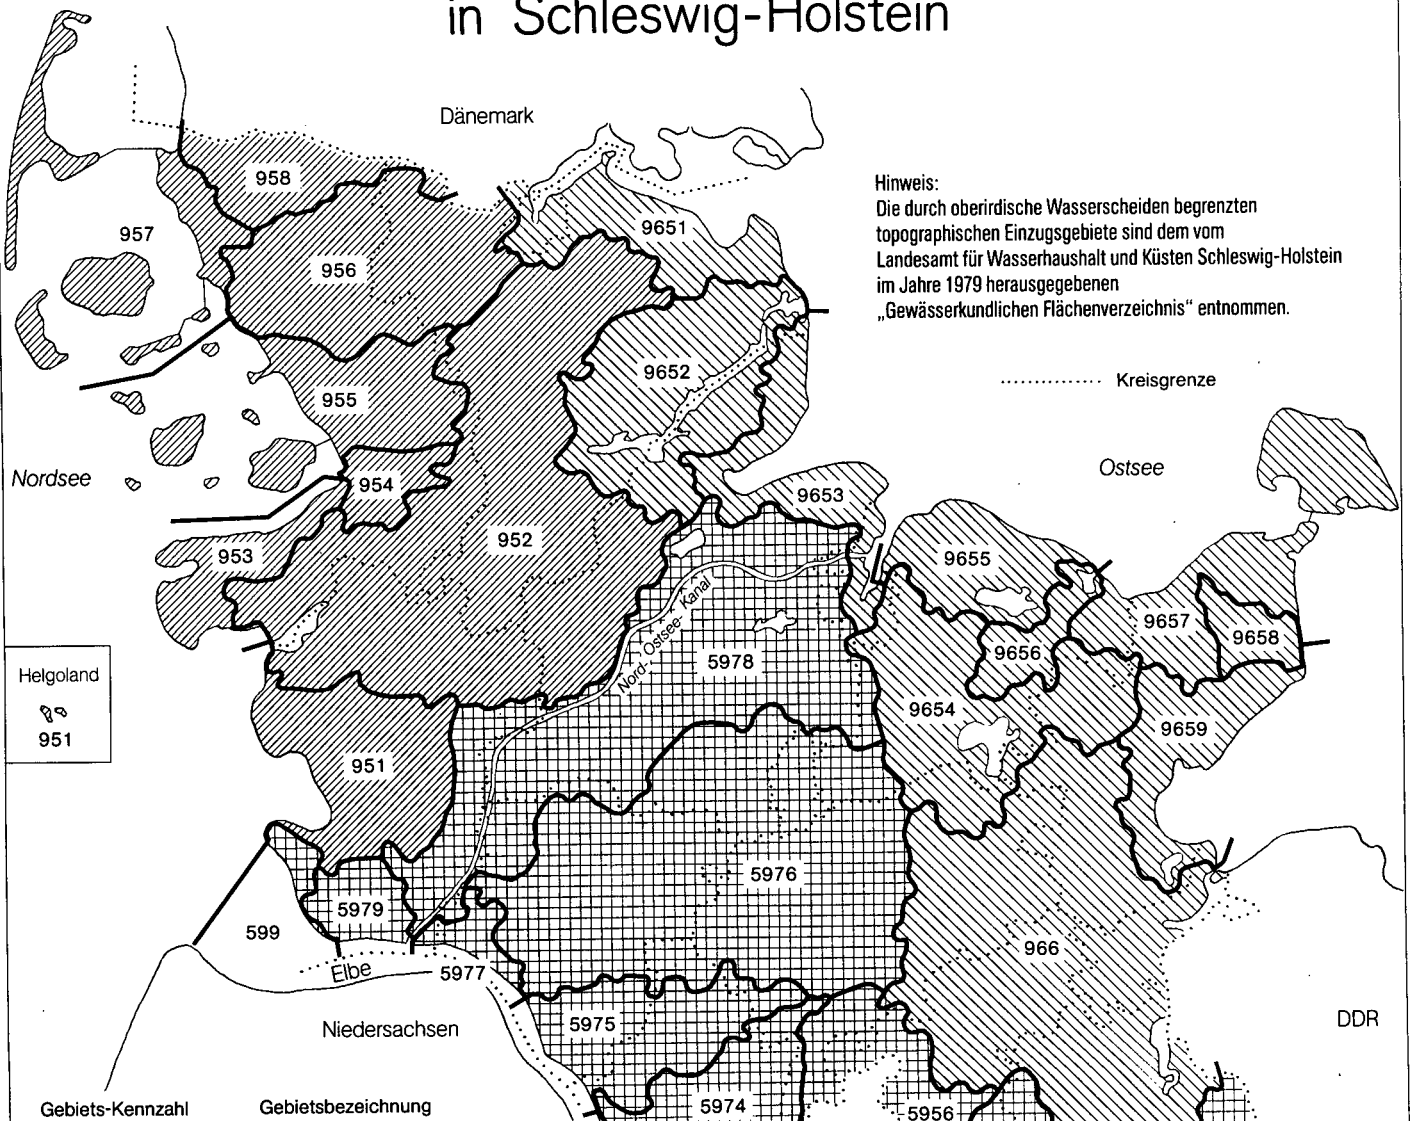 in Schleswig-Holstein
Dänemark
958
Hinweis:
Die durch oberirdische Wasserscheiden begrenzten
topographischen Einzugsgebiete sind dem vom
Landesamt für Wasserhaushalt und Küsten Schleswig-Holstein
im Jahre 1979 herausgegebenen
„Gewässerkundlichen Flächenverzeichnis“ entnommen.
9651
957
956
9652
Kreisgrenze
955
Ostsee
Nordsee
954
9653
952
953
9655
Nord-Ostsee-Kanal
9657
9658
9656
5978
Helgoland
951
9654
9659
951
5976
5979
599
966
Elbe
5977
Niedersachsen
5975
DDR
5974
5956
Gebiets-Kennzahl
Gebietsbezeichnung